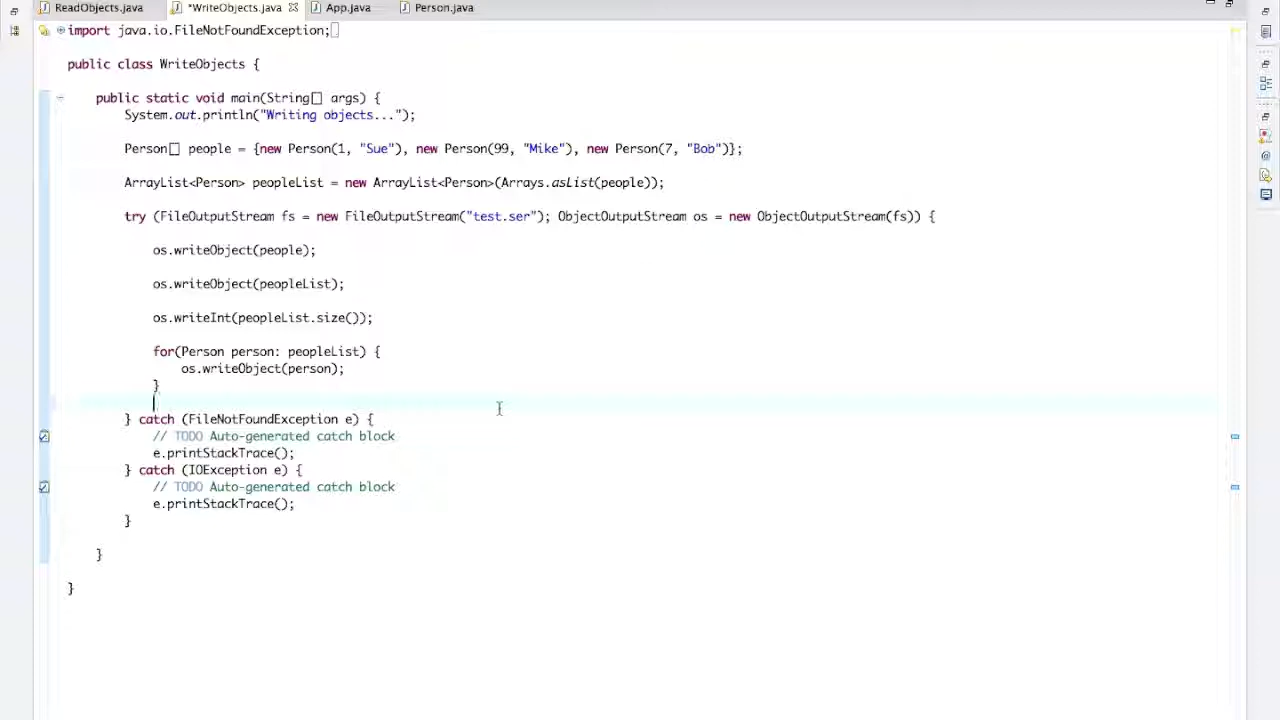 ReadObjects.java *WriteObjects.java App.java Person.java
import java.io.FileNotFoundException;
public class WriteObjects {
public static void main(String[] args) {
System.out.println("Writing objects...");
Person[] people = {new Person(1, "Sue"), new Person(99, "Mike"), new Person(7, "Bob")};
ArrayList<Person> peopleList = new ArrayList<Person>(Arrays.asList(people));
try (FileOutputStream fs = new FileOutputStream("test.ser"); ObjectOutputStream os = new ObjectOutputStream(fs)) {
os.writeObject(people);
os.writeObject(peopleList);
os.writeInt(peopleList.size());
for(Person person: peopleList) {
os.writeObject(person);
}
} catch (FileNotFoundException e) {
// TODO Auto-generated catch block
e.printStackTrace();
} catch (IOException e) {
// TODO Auto-generated catch block
e.printStackTrace();
}
}
}